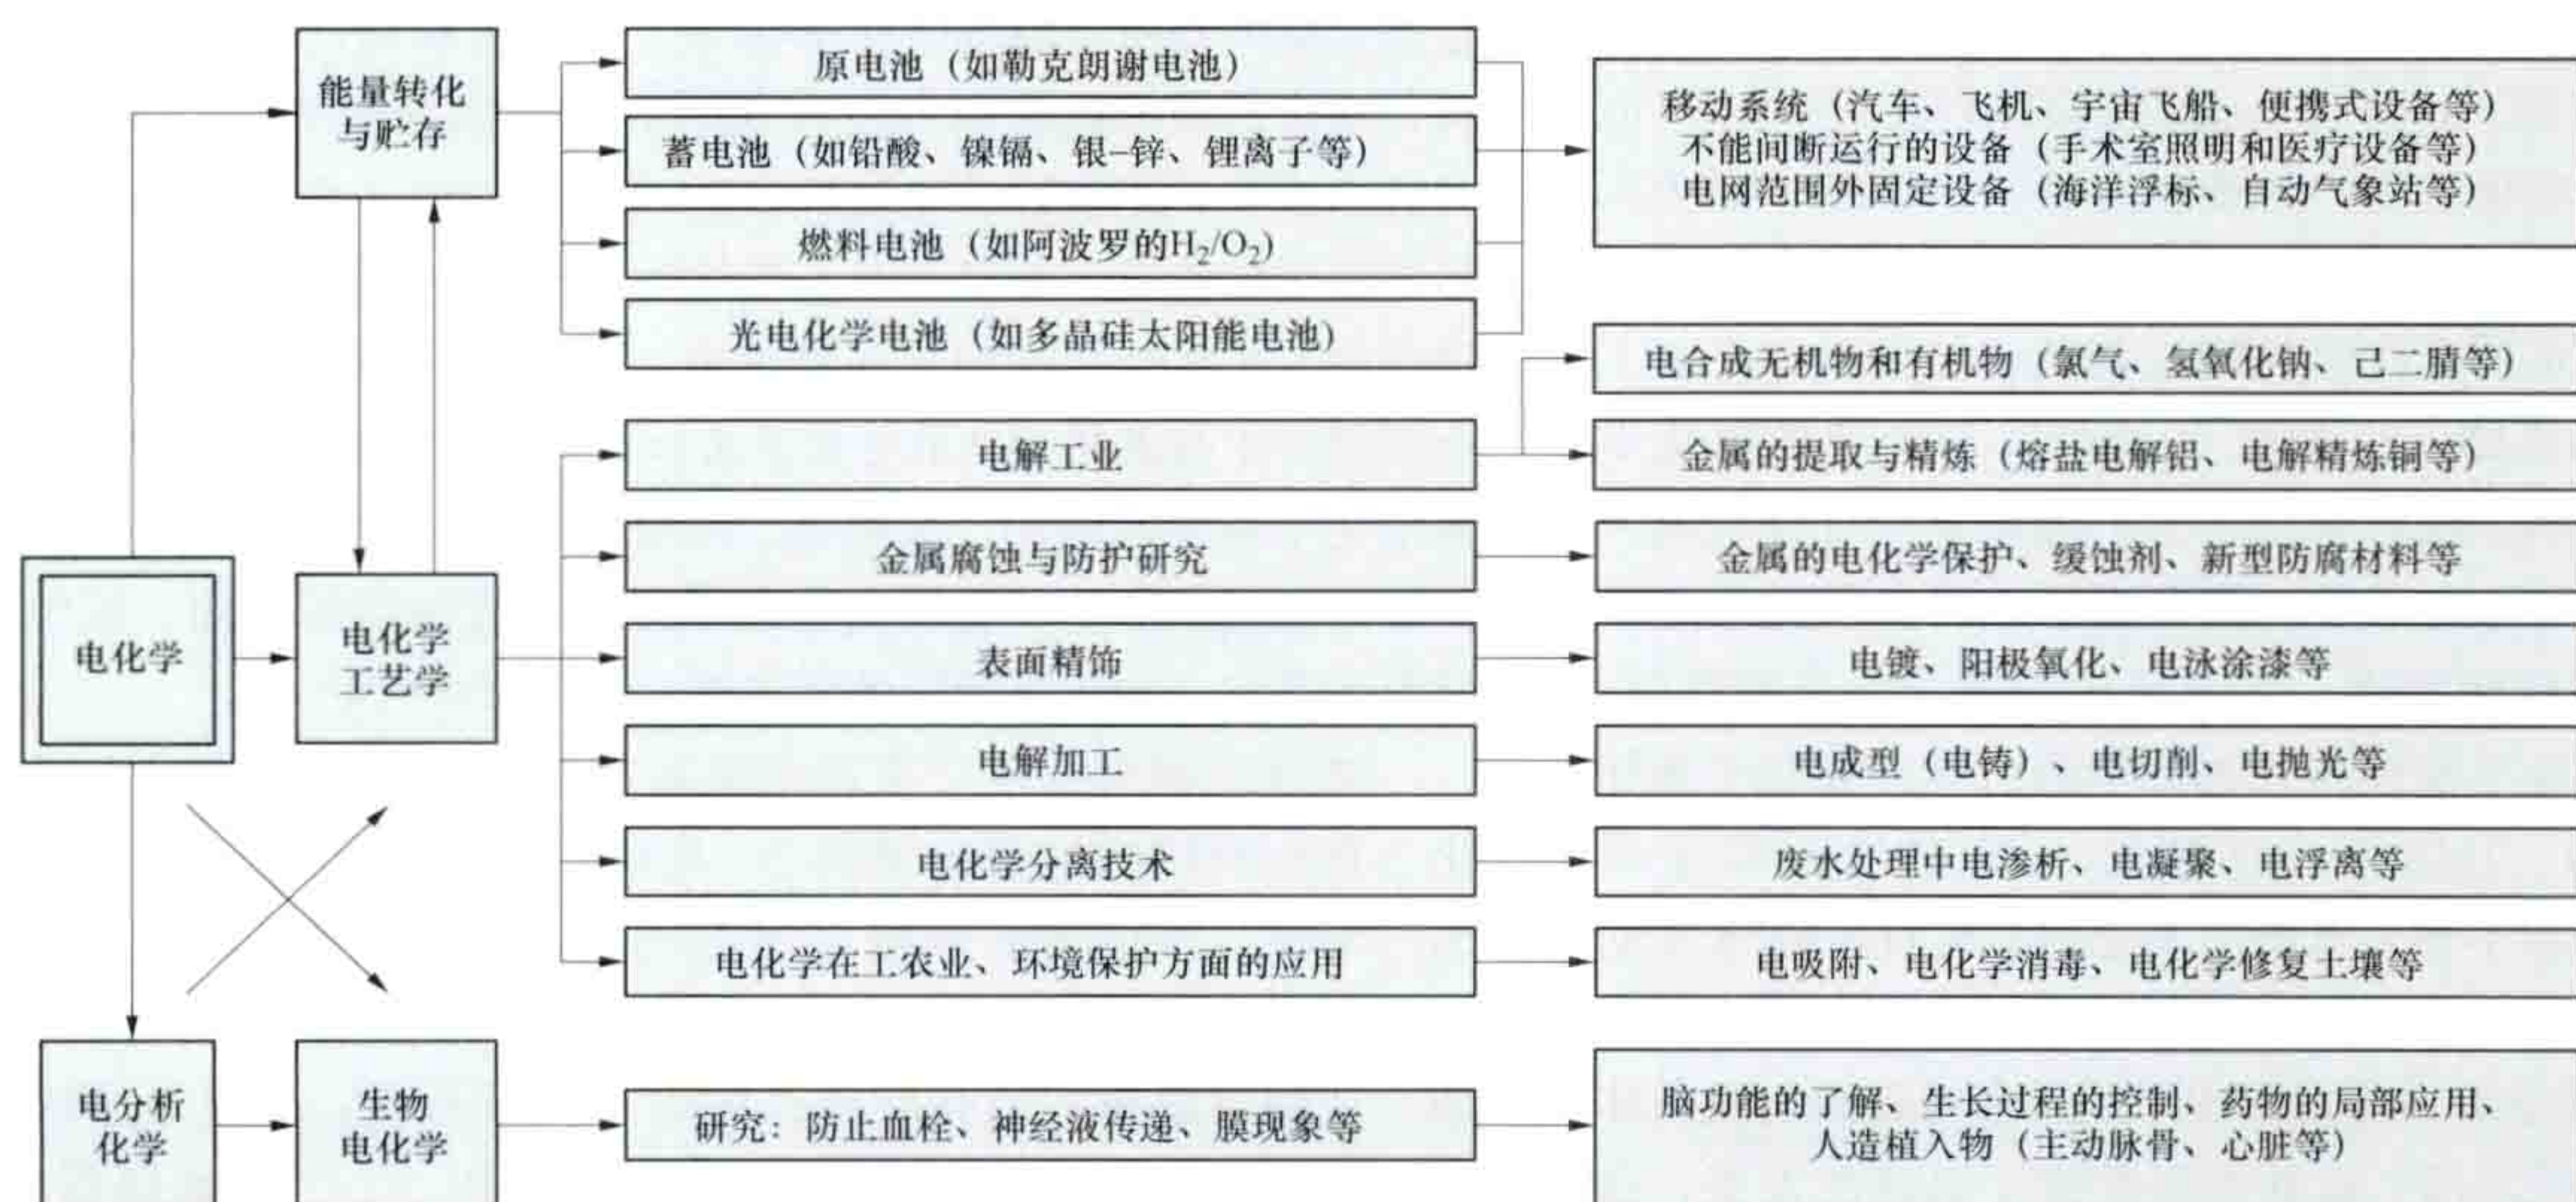 能量转化
与贮存
原电池（如勒克朗谢电池）
蓄电池（如铅酸、镍镉、银–锌、锂离子等）
燃料电池（如阿波罗的H₂/O₂)
光电化学电池（如多晶硅太阳能电池）
移动系统（汽车、飞机、宇宙飞船、便携式设备等）
不能间断运行的设备（手术室照明和医疗设备等）
电网范围外固定设备（海洋浮标、自动气象站等）
电化学
电化学
工艺学
电解工业
电合成无机物和有机物（氯气、氢氧化钠、己二腈等）
金属的提取与精炼（熔盐电解铝、电解精炼铜等）
金属腐蚀与防护研究
金属的电化学保护、缓蚀剂、新型防腐材料等
表面精饰
电镀、阳极氧化、电泳涂漆等
电解加工
电成型（电铸）、电切削、电抛光等
电化学分离技术
废水处理中电渗析、电凝聚、电浮离等
电化学在工农业、环境保护方面的应用
电吸附、电化学消毒、电化学修复土壤等
电分析
化学
生物
电化学
研究：防止血栓、神经液传递、膜现象等
脑功能的了解、生长过程的控制、药物的局部应用、
人造植入物（主动脉骨、心脏等）